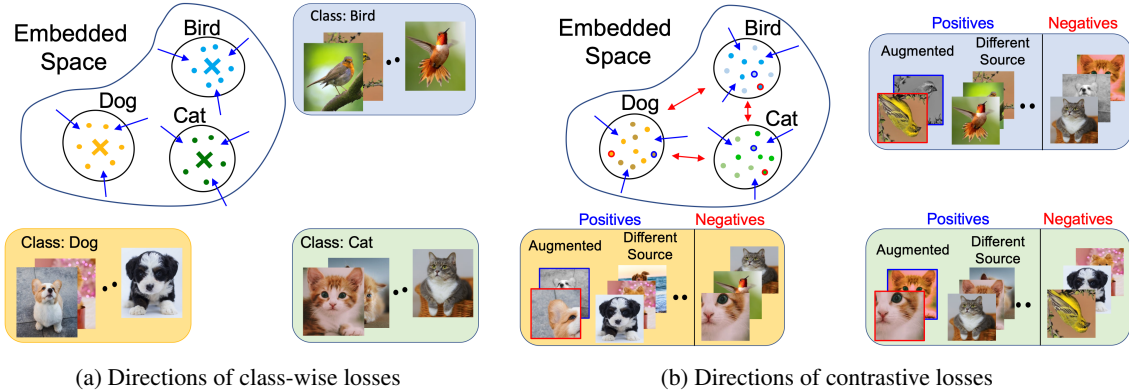 Embedded
Space
Bird
Dog
Cat
Class: Bird
Class: Dog
Class: Cat
(a) Directions of class-wise losses
Embedded
Space
Bird
Dog
Cat
Positives
Negatives
Augmented
Different
Source
Positives
Negatives
Augmented
Different
Source
Positives
Negatives
Augmented
Different
Source
(b) Directions of contrastive losses